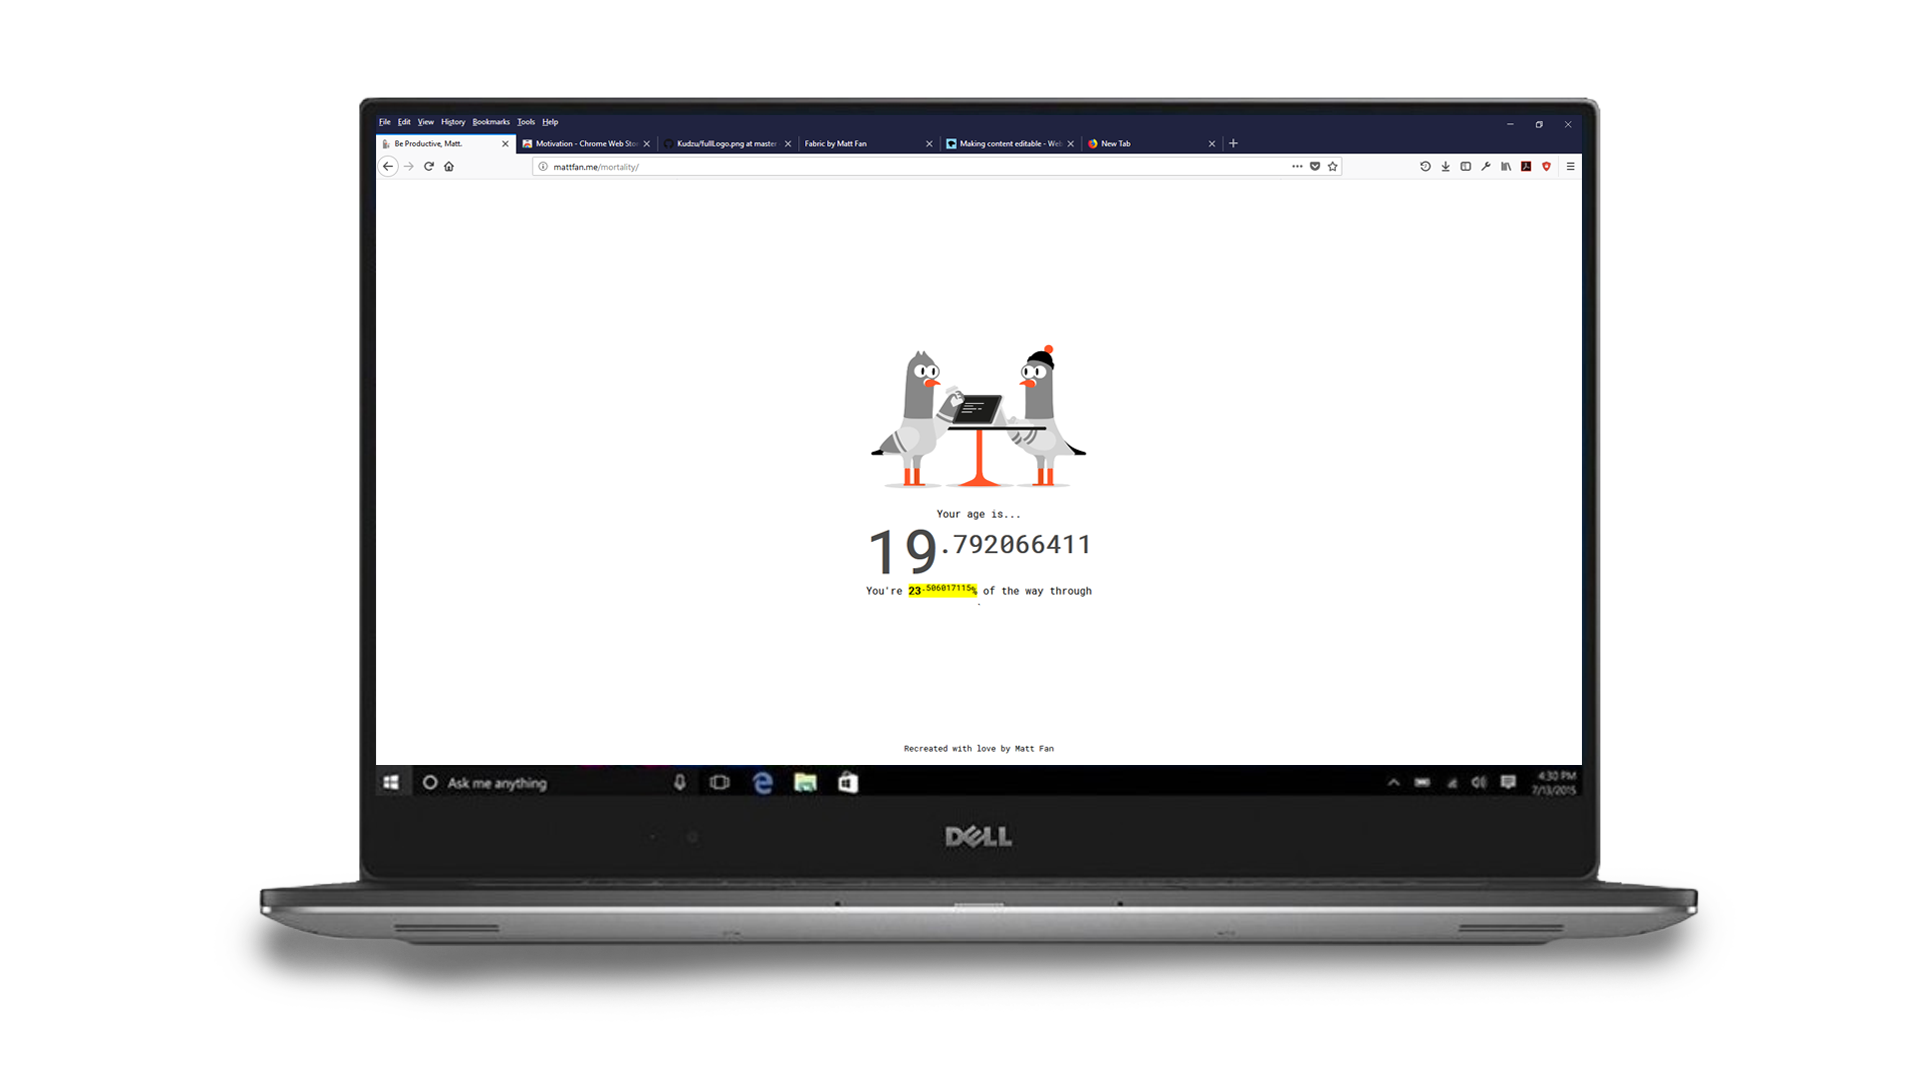 File Edit View History Bookmarks Tools Help
Be Productive, Matt.
Motivation - Chrome Web Sto
Kudzu/fullLogo.png at master
Fabric by Matt Fan
Making content editable - Web
New Tab
mattfan.me/mortality/
Your age is...
19.792066411
You're 23.506017115% of the way through
.
Recreated with love by Matt Fan
Ask me anything
4:30 PM
7/13/2015
DELL